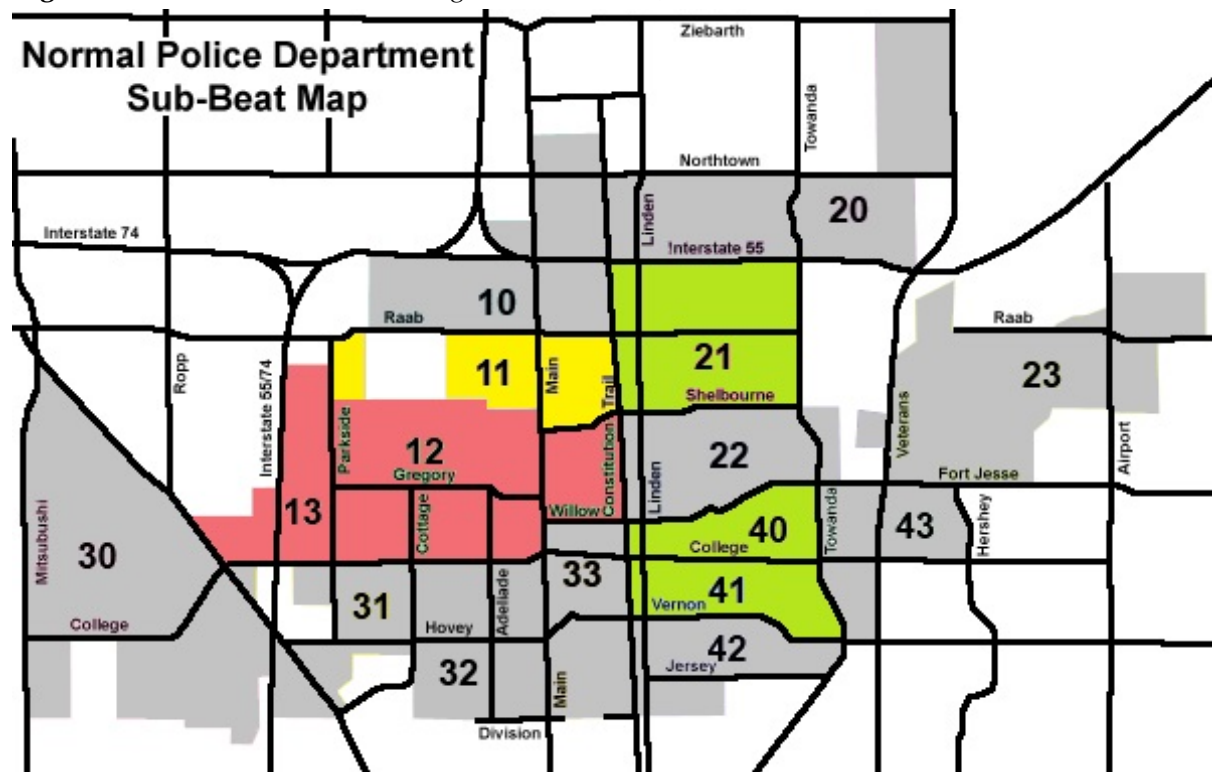 Ziebarth
Normal Police Department
Sub-Beat Map
Towanda
Northtown
20
Linden
Interstate 74
Interstate 55
10
Raab
Raab
Ropp
Interstate 55/74
Parkside
11
Main
Trail
21
Shelbourne
23
Veterans
Airport
12
Gregory
Constitution
22
Linden
Fort Jesse
Mitsubushi
13
Cottage
Willow
40
College
Towanda
43
Hershey
30
33
31
Adeliade
41
Vernon
College
Hovey
42
Jersey
32
Main
Division